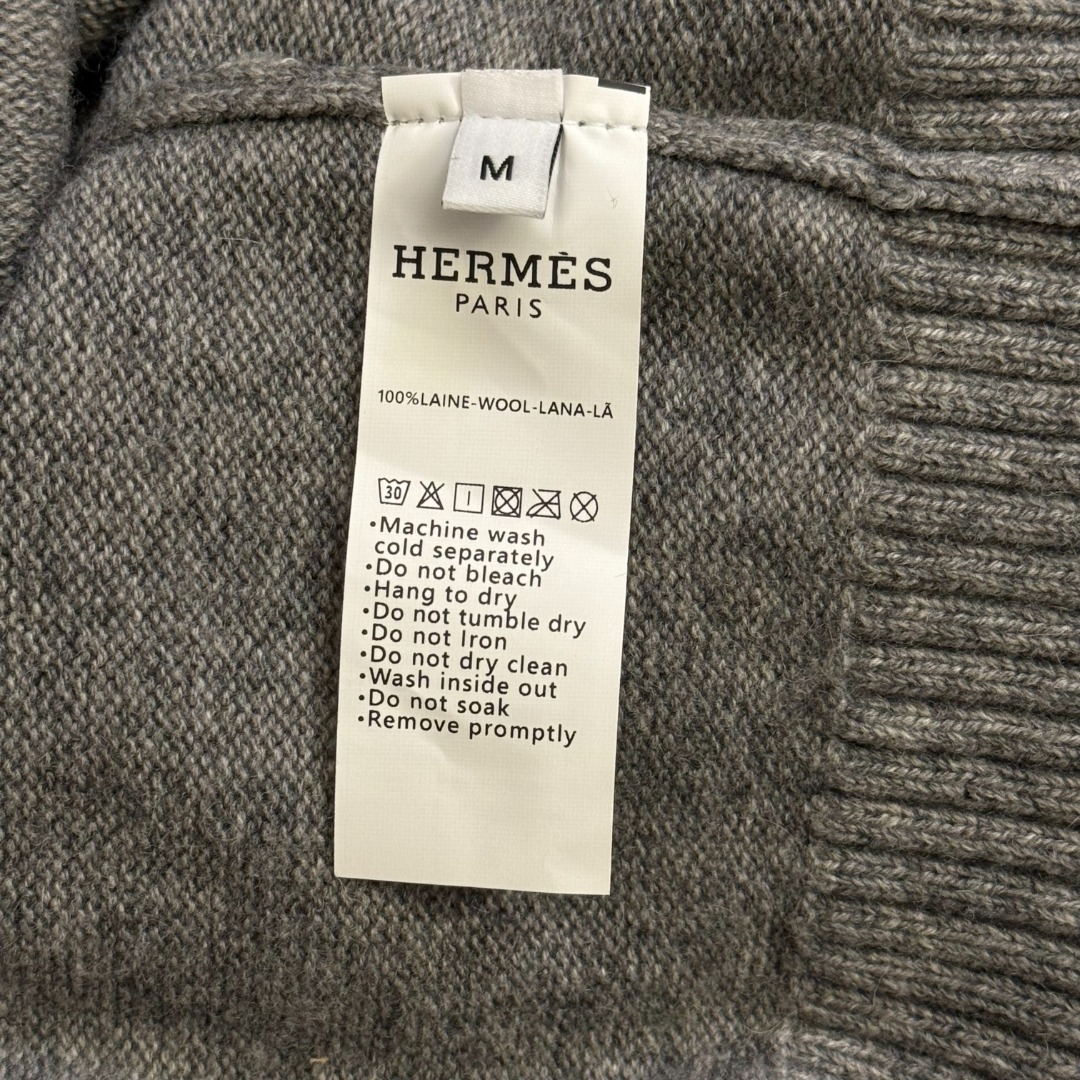 M
HERMÈS
PARIS
100%LAINE-WOOL-LANA-LÃ
30
•Machine wash
cold separately
•Do not bleach
•Hang to dry
•Do not tumble dry
•Do not Iron
•Do not dry clean
•Wash inside out
•Do not soak
•Remove promptly